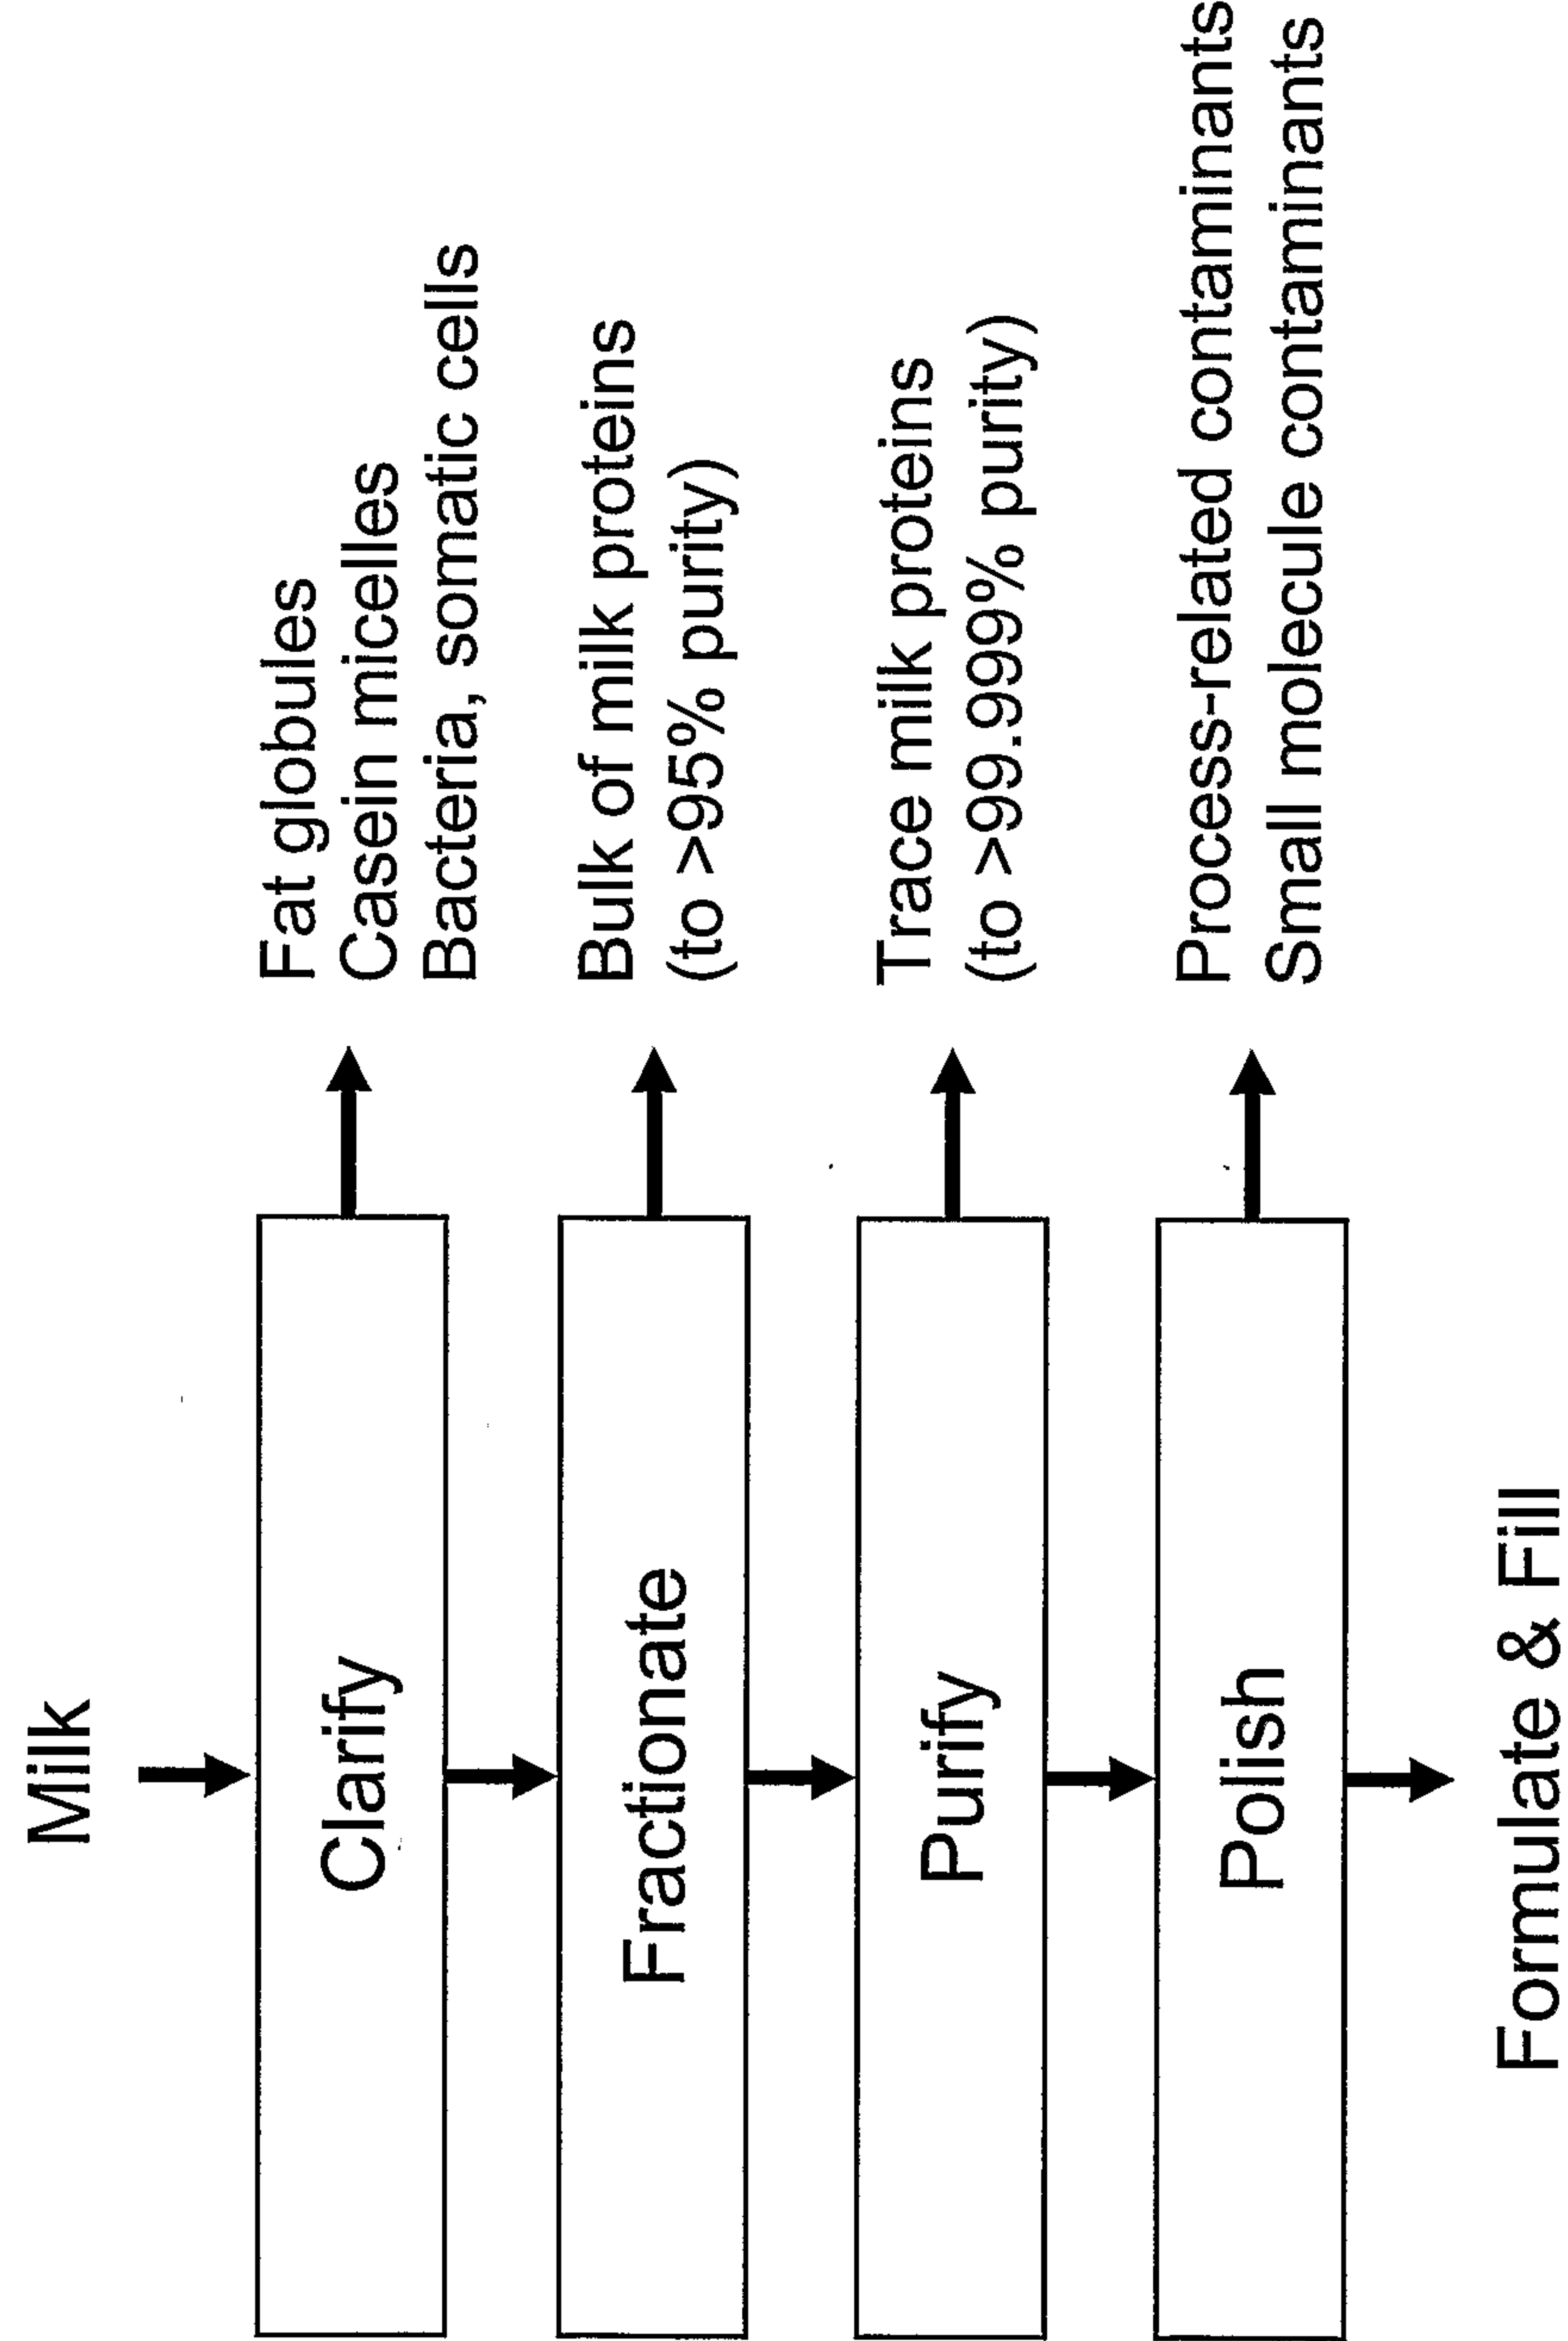 Milk
Clarify
Fat globules
Casein micelles
Bacteria, somatic cells
Fractionate
Bulk of milk proteins
(to >95% purity)
Purify
Trace milk proteins
(to >99.999% purity)
Polish
Process-related contaminants
Small molecule contaminants
Formulate & Fill